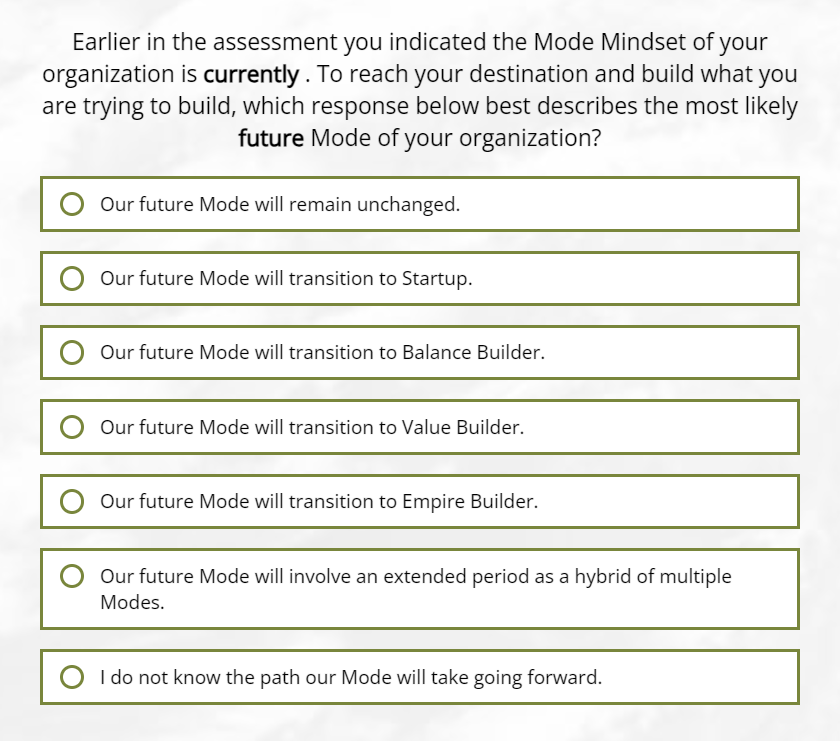 Earlier in the assessment you indicated the Mode Mindset of your
organization is currently . To reach your destination and build what you
are trying to build, which response below best describes the most likely
future Mode of your organization?
Our future Mode will remain unchanged.
Our future Mode will transition to Startup.
Our future Mode will transition to Balance Builder.
Our future Mode will transition to Value Builder.
Our future Mode will transition to Empire Builder.
Our future Mode will involve an extended period as a hybrid of multiple
Modes.
I do not know the path our Mode will take going forward.